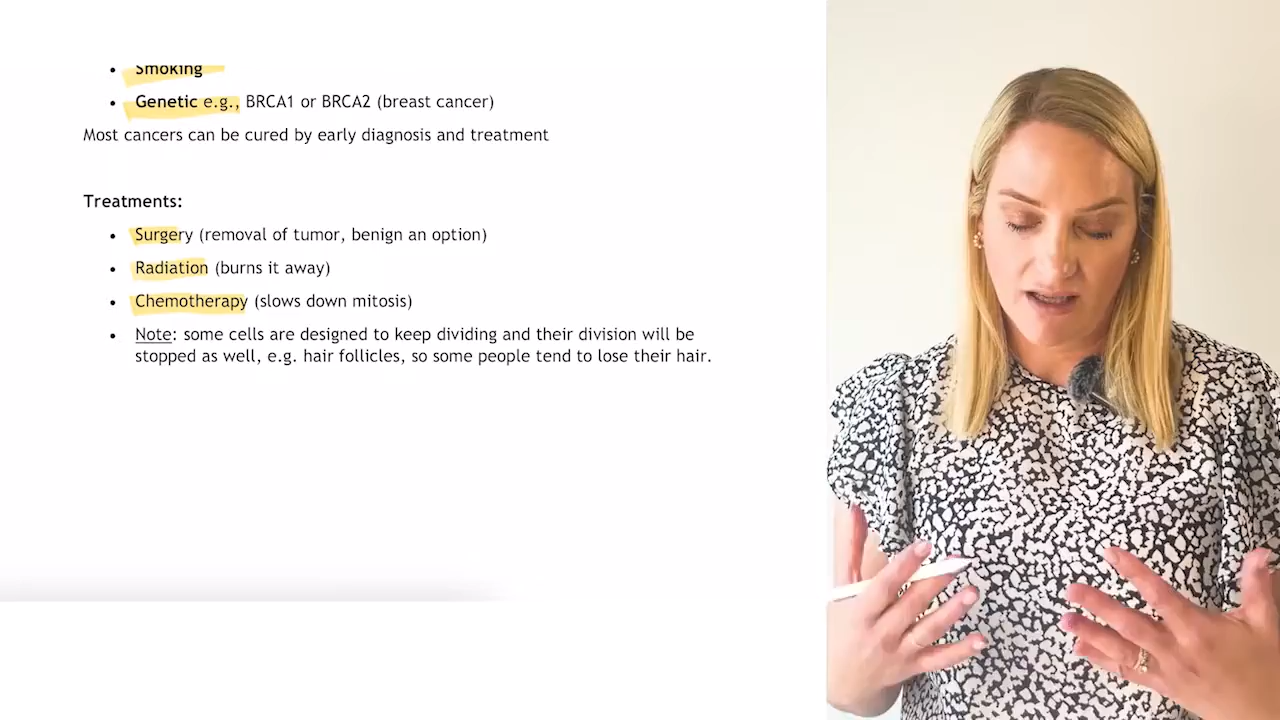 • Smoking
• Genetic e.g., BRCA1 or BRCA2 (breast cancer)
Most cancers can be cured by early diagnosis and treatment
Treatments:
• Surgery (removal of tumor, benign an option)
• Radiation (burns it away)
• Chemotherapy (slows down mitosis)
• Note: some cells are designed to keep dividing and their division will be
stopped as well, e.g. hair follicles, so some people tend to lose their hair.